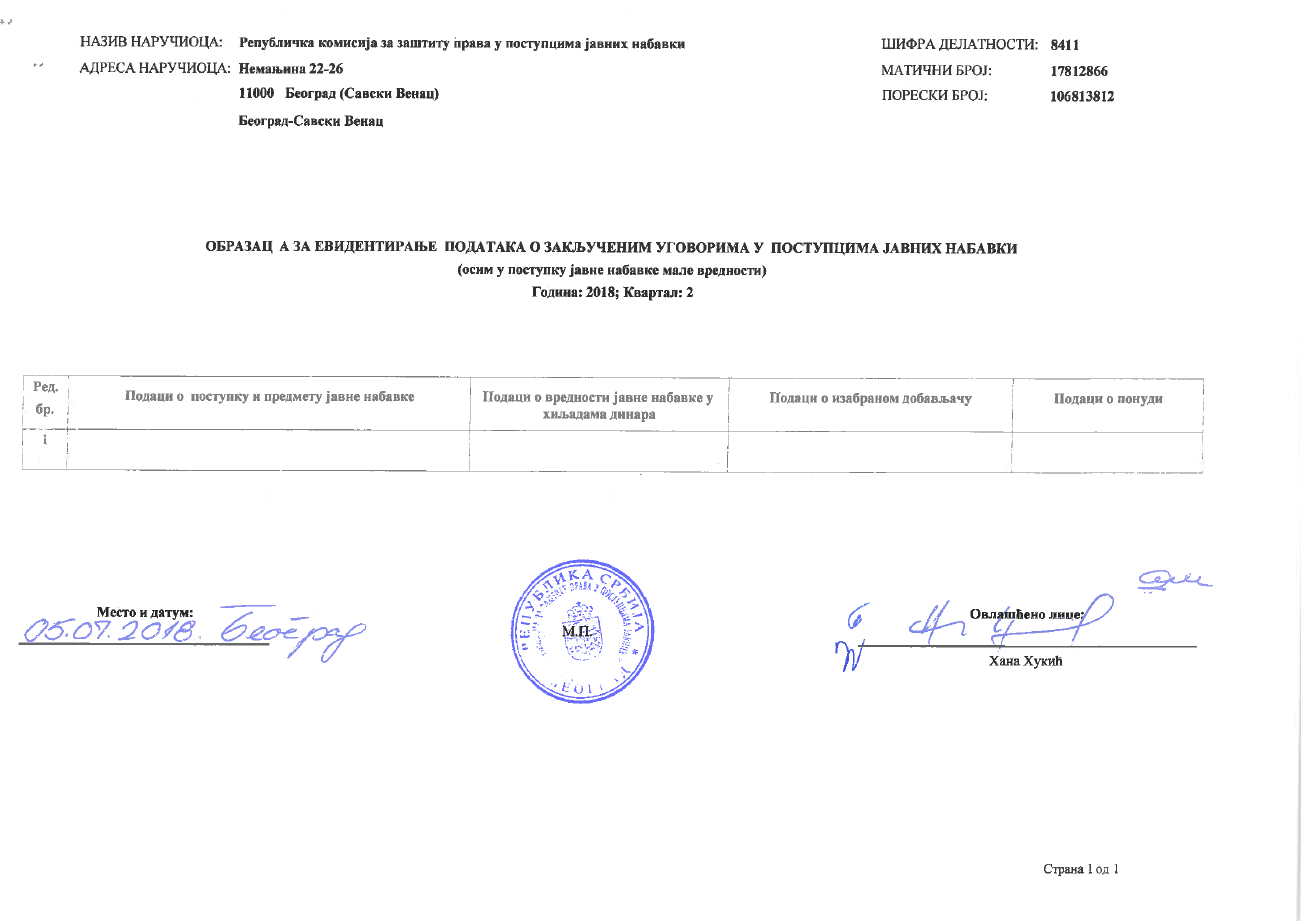 НАЗИВ НАРУЧИОЦА: Републичка комисија за заштиту права у поступцима јавних набавки
АДРЕСА НАРУЧИОЦА: Немањина 22-26
11000 Београд (Савски Венац)
Београд-Савски Венац
ШИФРА ДЕЛАТНОСТИ: 8411
МАТИЧНИ БРОЈ: 17812866
ПОРЕСКИ БРОЈ: 106813812
ОБРАЗАЦ А ЗА ЕВИДЕНТИРАЊЕ ПОДАТАКА О ЗАКЉУЧЕНИМ УГОВОРИМА У ПОСТУПЦИМА ЈАВНИХ НАБАВКИ
(осим у поступку јавне набавке мале вредности)
Година: 2018; Квартал: 2
Ред.
бр.
Подаци о поступку и предмету јавне набавке
Подаци о вредности јавне набавке у
хиљадама динара
Подаци о изабраном добављачу
Подаци о понуди
1
Место и датум:
05.07.2018. Београд
РЕПУБЛИКА СРБИЈА
М.П.
Овлашћено лице:
Хана Хукић
Страна 1 од 1